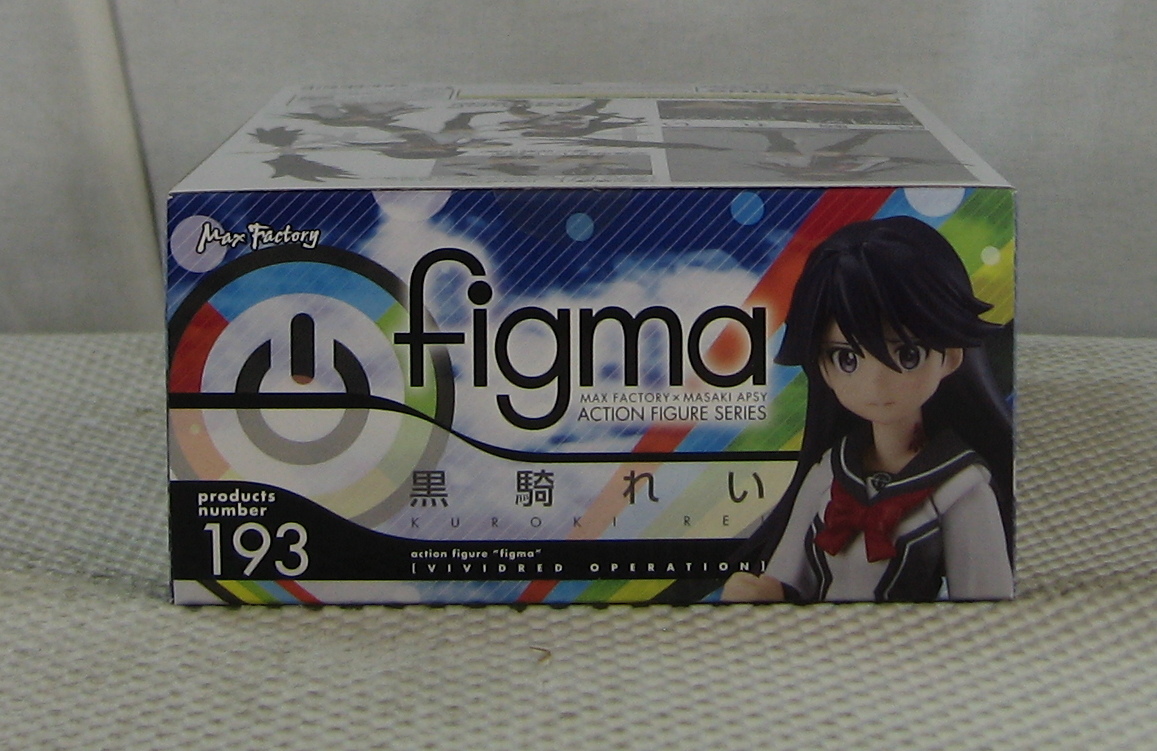 Max Factory
figma
MAX FACTORY×MASAKI APSY
ACTION FIGURE SERIES
黒騎れい
KUROKI REI
products
number
193
action figure "figma"
[VIVIDRED OPERATION]